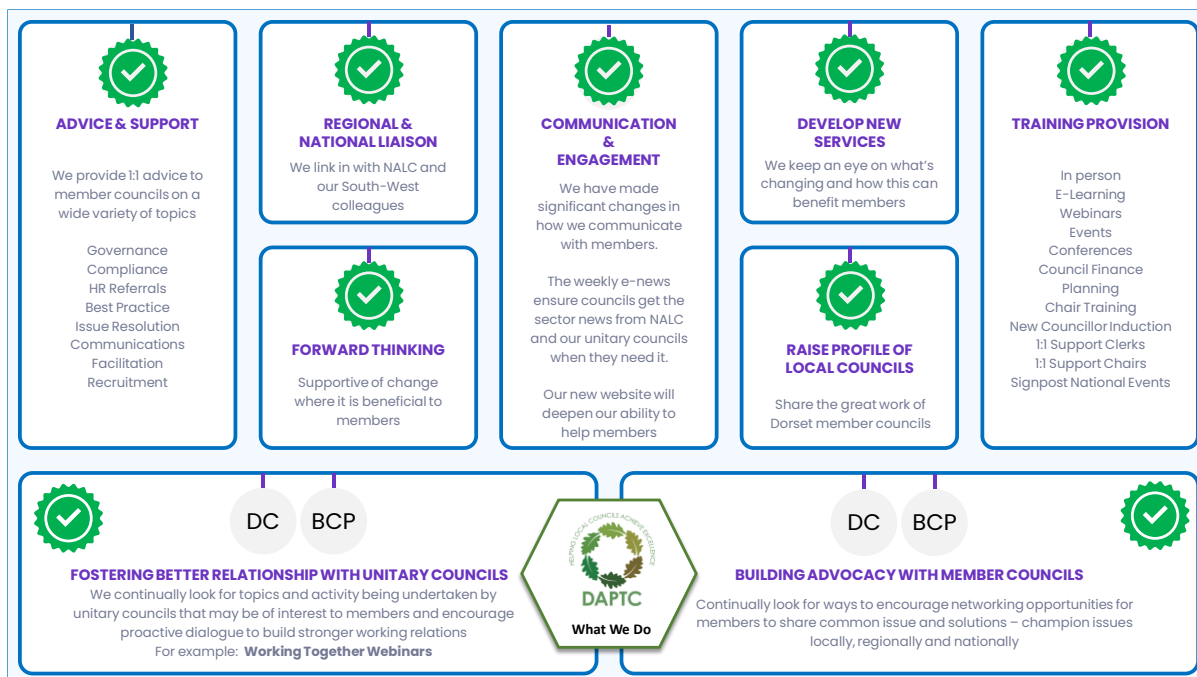 ADVICE & SUPPORT
We provide 1:1 advice to
member councils on a
wide variety of topics
Governance
Compliance
HR Referrals
Best Practice
Issue Resolution
Communications
Facilitation
Recruitment
REGIONAL &
NATIONAL LIAISON
We link in with NALC and
our South-West
colleagues
FORWARD THINKING
Supportive of change
where it is beneficial to
members
COMMUNICATION
&
ENGAGEMENT
We have made
significant changes in
how we communicate
with members.
The weekly e-news
ensure councils get the
sector news from NALC
and our unitary councils
when they need it.
Our new website will
deepen our ability to
help members
DEVELOP NEW
SERVICES
We keep an eye on what's
changing and how this can
benefit members
RAISE PROFILE OF
LOCAL COUNCILS
Share the great work of
Dorset member councils
TRAINING PROVISION
In person
E-Learning
Webinars
Events
Conferences
Council Finance
Planning
Chair Training
New Councillor Induction
1:1 Support Clerks
1:1 Support Chairs
Signpost National Events
DC
BCP
FOSTERING BETTER RELATIONSHIP WITH UNITARY COUNCILS
We continually look for topics and activity being undertaken by
unitary councils that may be of interest to members and encourage
proactive dialogue to build stronger working relations
For example: Working Together Webinars
HELPING LOCAL COUNCILS ACHIEVE EXCELLENCE
DAPTC
What We Do
DC
BCP
BUILDING ADVOCACY WITH MEMBER COUNCILS
Continually look for ways to encourage networking opportunities for
members to share common issue and solutions – champion issues
locally, regionally and nationally